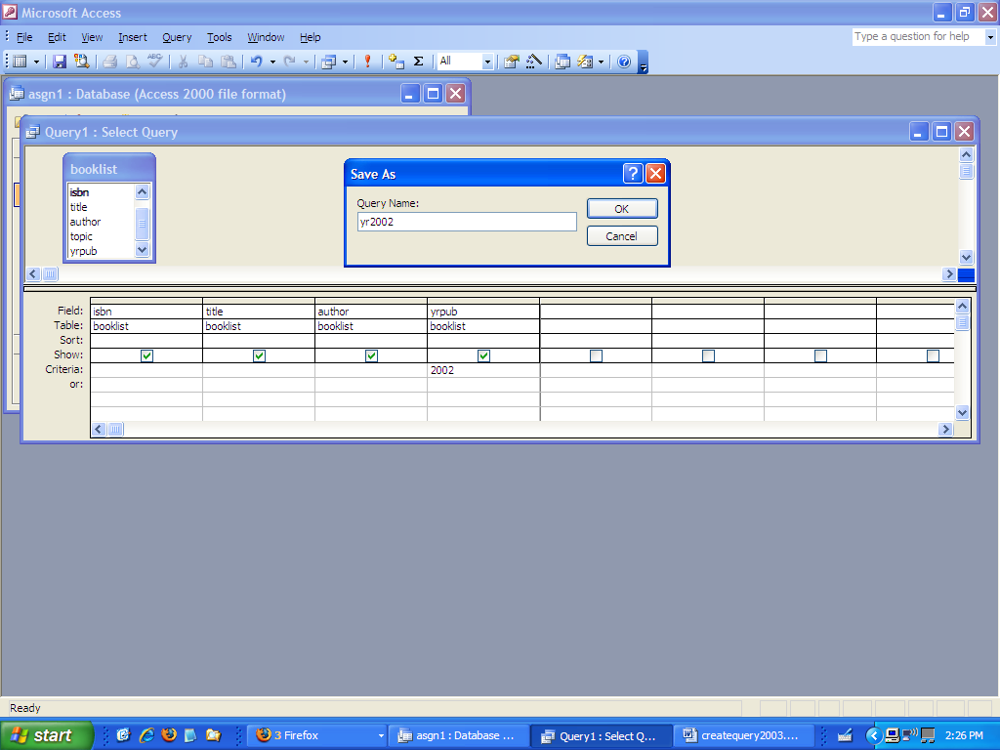 Microsoft Access
File Edit View Insert Query Tools Window Help
Type a question for help
ABC Σ All
asgn1 : Database (Access 2000 file format)
Query1 : Select Query
booklist
isbn
title
author
topic
yrpub
Save As
Query Name:
yr2002
OK
Cancel
Field: isbn title author yrpub
Table: booklist booklist booklist booklist
Sort:
Show:
Criteria: 2002
or:
Ready
start 3 Firefox asgn1 : Database ... Query1 : Select Q... createquery2003.... 2:26 PM